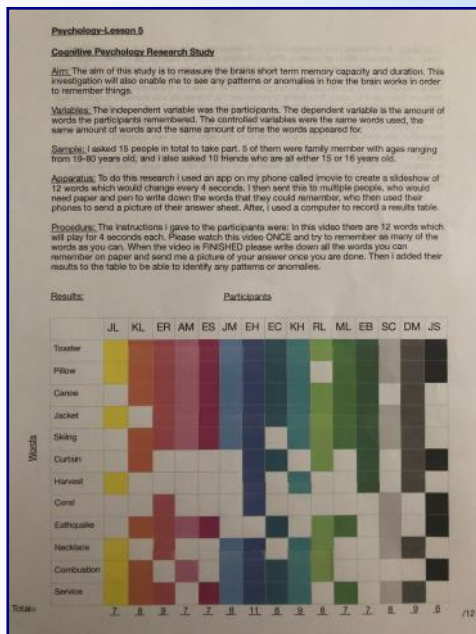 Psychology-Lesson 5
Cognitive Psychology Research Study
Aim: The aim of this study is to measure the brains short term memory capacity and duration. This
investigation will also enable me to see any patterns or anomalies in how the brain works in order
to remember things.
Variables: The independent variable was the participants. The dependent variable is the amount of
words the participants remembered. The controlled variables were the same words used, the
same amount of words and the same amount of time the words appeared for.
Sample: I asked 15 people in total to take part. 5 of them were family member with ages ranging
from 19-80 years old, and i also asked 10 friends who are all either 15 or 16 years old.
Apparatus: To do this research i used an app on my phone called imovie to create a slideshow of
12 words which would change every 4 seconds. I then sent this to multiple people, who would
need paper and pen to write down the words that they could remember, who then used their
phones to send a picture of their answer sheet. After, i used a computer to record a results table.
Procedure: The instructions I gave to the participants were: In this video there are 12 words which
will play for 4 seconds each. Please watch this video ONCE and try to remember as many of the
words as you can. When the video is FINISHED please write down all the words you can
remember on paper and send me a picture of your answer once you are done. Then i added their
results to the table to be able to identify any patterns or anomalies.
Results: Participants
JL KL ER AM ES JM EH EC KH RL ML EB SC DM JS
Words
Toaster
Pillow
Canoe
Jacket
Skiing
Curtain
Harvest
Coral
Eathquake
Necklace
Combustion
Service
Total= 7 8 9 7 7 8 11 8 9 8 7 7 8 9 6 /12